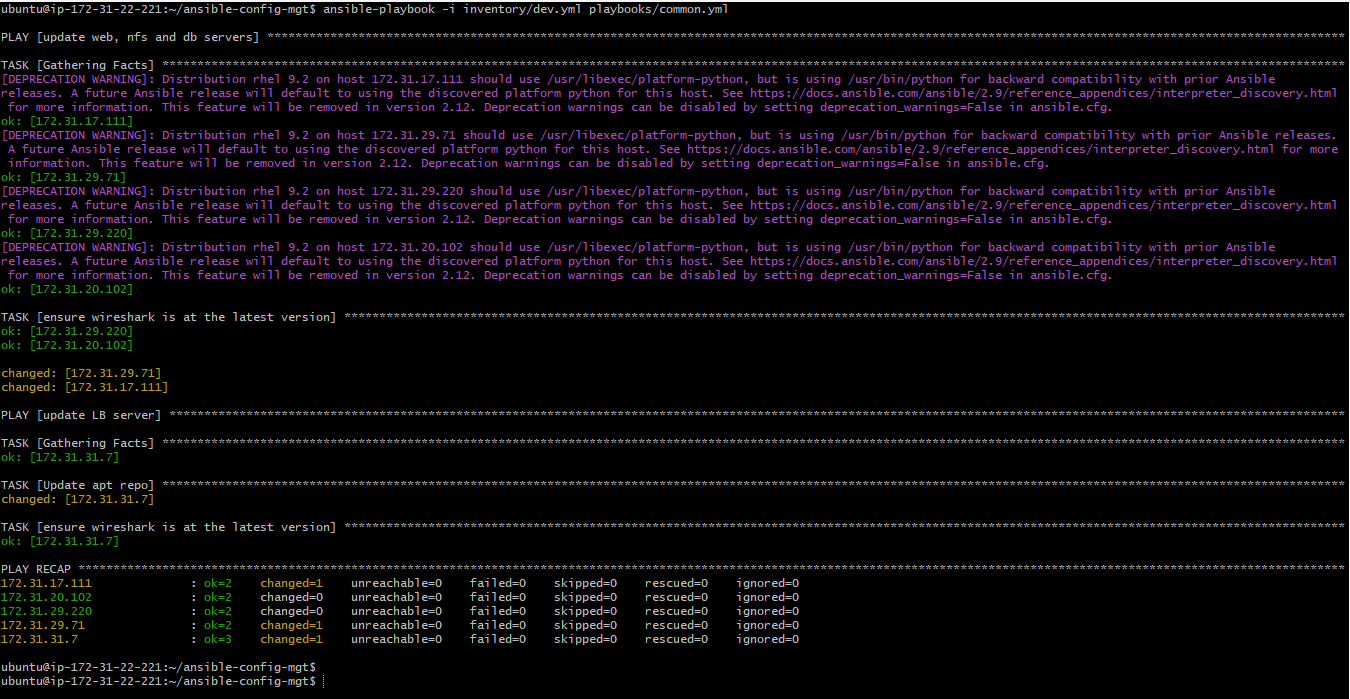 ubuntu@ip-172-31-22-221:~/ansible-config-mgt$ ansible-playbook -i inventory/dev.yml playbooks/common.yml
PLAY [update web, nfs and db servers] **********************************************************************************************************************************************************
TASK [Gathering Facts] *************************************************************************************************************************************************************************
[DEPRECATION WARNING]: Distribution rhel 9.2 on host 172.31.17.111 should use /usr/libexec/platform-python, but is using /usr/bin/python for backward compatibility with prior Ansible
releases. A future Ansible release will default to using the discovered platform python for this host. See https://docs.ansible.com/ansible/2.9/reference_appendices/interpreter_discovery.html
for more information. This feature will be removed in version 2.12. Deprecation warnings can be disabled by setting deprecation_warnings=False in ansible.cfg.
ok: [172.31.17.111]
[DEPRECATION WARNING]: Distribution rhel 9.2 on host 172.31.29.71 should use /usr/libexec/platform-python, but is using /usr/bin/python for backward compatibility with prior Ansible releases.
A future Ansible release will default to using the discovered platform python for this host. See https://docs.ansible.com/ansible/2.9/reference_appendices/interpreter_discovery.html for more
information. This feature will be removed in version 2.12. Deprecation warnings can be disabled by setting deprecation_warnings=False in ansible.cfg.
ok: [172.31.29.71]
[DEPRECATION WARNING]: Distribution rhel 9.2 on host 172.31.29.220 should use /usr/libexec/platform-python, but is using /usr/bin/python for backward compatibility with prior Ansible
releases. A future Ansible release will default to using the discovered platform python for this host. See https://docs.ansible.com/ansible/2.9/reference_appendices/interpreter_discovery.html
for more information. This feature will be removed in version 2.12. Deprecation warnings can be disabled by setting deprecation_warnings=False in ansible.cfg.
ok: [172.31.29.220]
[DEPRECATION WARNING]: Distribution rhel 9.2 on host 172.31.20.102 should use /usr/libexec/platform-python, but is using /usr/bin/python for backward compatibility with prior Ansible
releases. A future Ansible release will default to using the discovered platform python for this host. See https://docs.ansible.com/ansible/2.9/reference_appendices/interpreter_discovery.html
for more information. This feature will be removed in version 2.12. Deprecation warnings can be disabled by setting deprecation_warnings=False in ansible.cfg.
ok: [172.31.20.102]
TASK [ensure wireshark is at the latest version] ***********************************************************************************************************************************************
ok: [172.31.29.220]
ok: [172.31.20.102]
changed: [172.31.29.71]
changed: [172.31.17.111]
PLAY [update LB server] ************************************************************************************************************************************************************************
TASK [Gathering Facts] *************************************************************************************************************************************************************************
ok: [172.31.31.7]
TASK [Update apt repo] *************************************************************************************************************************************************************************
changed: [172.31.31.7]
TASK [ensure wireshark is at the latest version] ***********************************************************************************************************************************************
ok: [172.31.31.7]
PLAY RECAP *************************************************************************************************************************************************************************************
172.31.17.111 : ok=2 changed=1 unreachable=0 failed=0 skipped=0 rescued=0 ignored=0
172.31.20.102 : ok=2 changed=0 unreachable=0 failed=0 skipped=0 rescued=0 ignored=0
172.31.29.220 : ok=2 changed=0 unreachable=0 failed=0 skipped=0 rescued=0 ignored=0
172.31.29.71 : ok=2 changed=1 unreachable=0 failed=0 skipped=0 rescued=0 ignored=0
172.31.31.7 : ok=3 changed=1 unreachable=0 failed=0 skipped=0 rescued=0 ignored=0
ubuntu@ip-172-31-22-221:~/ansible-config-mgt$
ubuntu@ip-172-31-22-221:~/ansible-config-mgt$